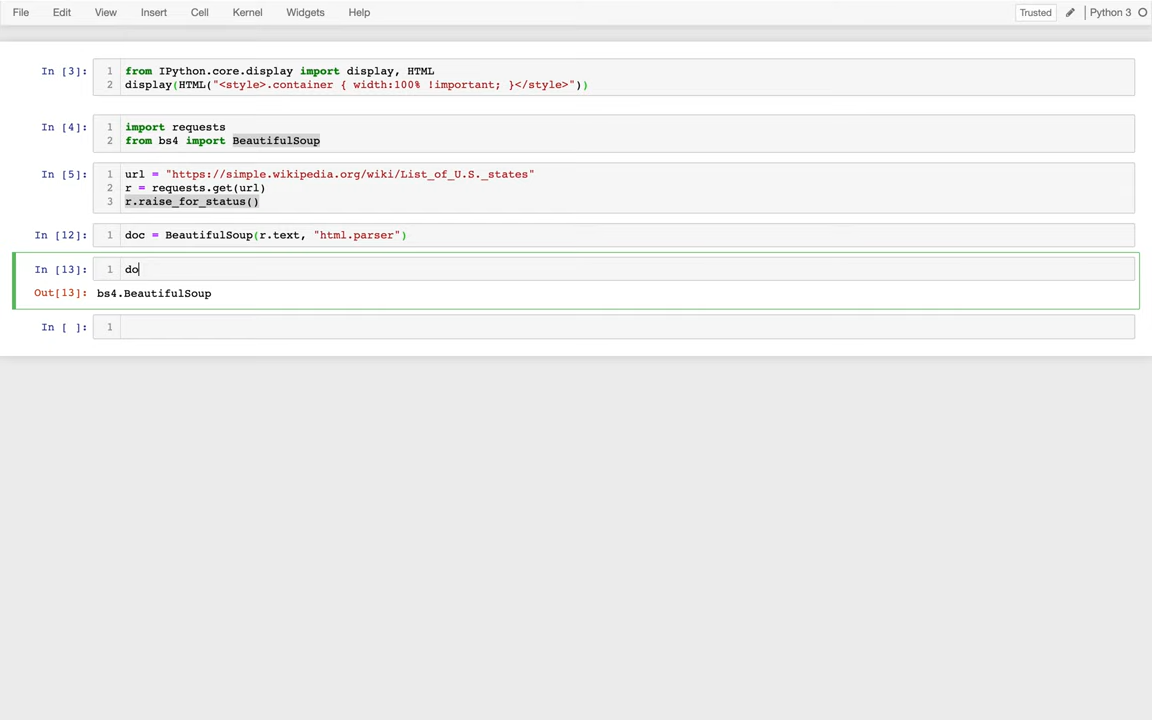 File Edit View Insert Cell Kernel Widgets Help Trusted Python 3
In [3]: 1 from IPython.core.display import display, HTML
2 display(HTML("<style>.container { width:100% !important; }</style>"))
In [4]: 1 import requests
2 from bs4 import BeautifulSoup
In [5]: 1 url = "https://simple.wikipedia.org/wiki/List_of_U.S._states"
2 r = requests.get(url)
3 r.raise_for_status()
In [12]: 1 doc = BeautifulSoup(r.text, "html.parser")
In [13]: 1 do
Out[13]: bs4.BeautifulSoup
In [ ]: 1